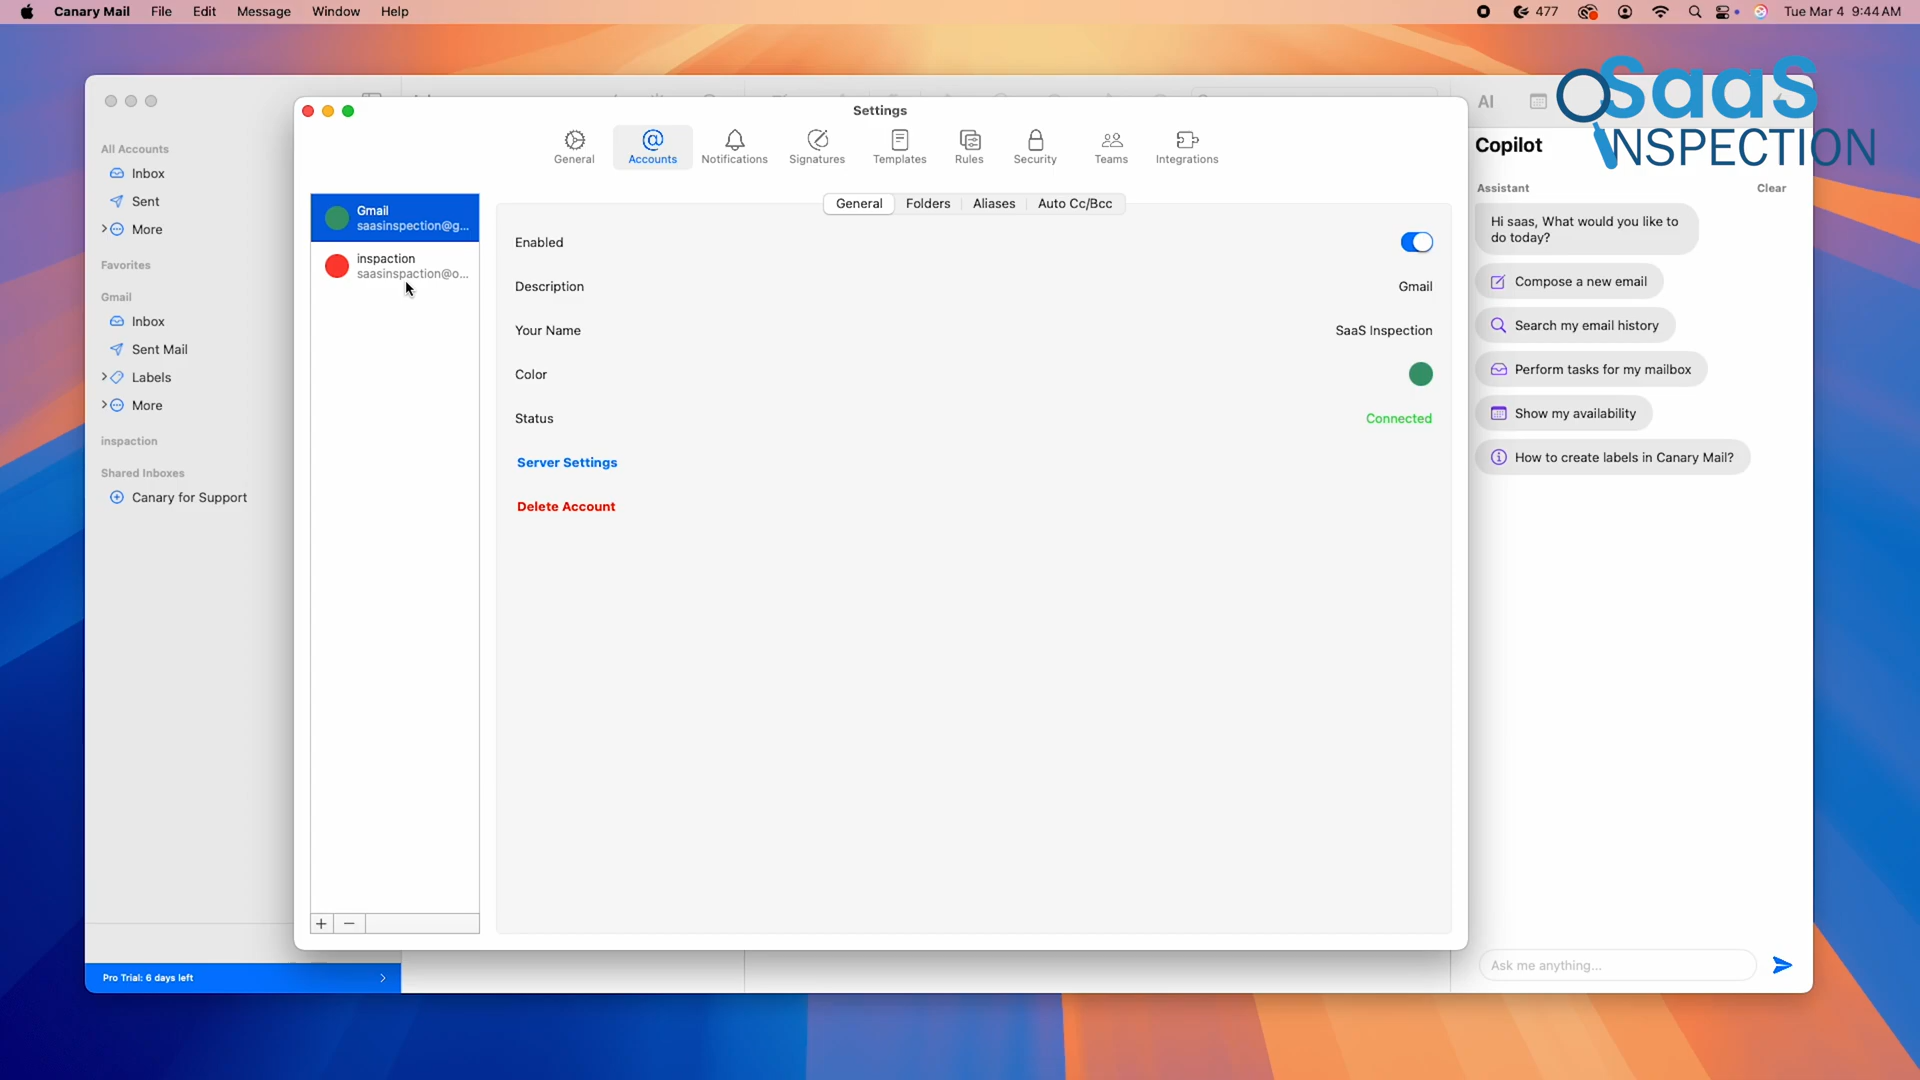 Canary Mail File Edit Message Window Help
477
Tue Mar 4 9:44 AM
SaaS
INSPECTION
All Accounts
Inbox
Sent
More
Favorites
Gmail
Inbox
Sent Mail
Labels
More
inspaction
Shared Inboxes
Canary for Support
Pro Trial: 6 days left
Settings
General
Accounts
Notifications
Signatures
Templates
Rules
Security
Teams
Integrations
Gmail
saasinspection@g...
inspaction
saasinspaction@o...
General Folders Aliases Auto Cc/Bcc
Enabled
Description Gmail
Your Name SaaS Inspection
Color
Status Connected
Server Settings
Delete Account
AI
Copilot
Assistant Clear
Hi saas, What would you like to
do today?
Compose a new email
Search my email history
Perform tasks for my mailbox
Show my availability
How to create labels in Canary Mail?
Ask me anything...